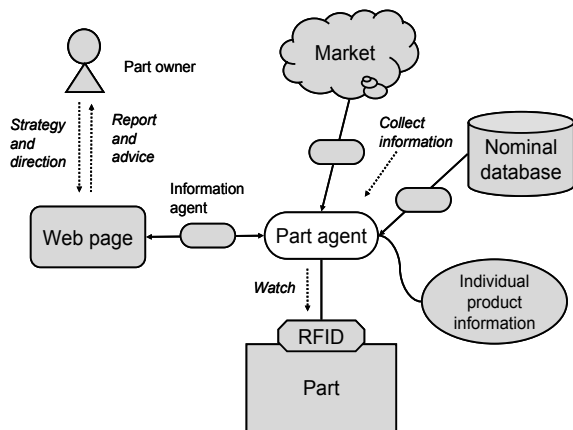 Market
Part owner
Strategy
and
direction
Report
and
advice
Collect
information
Nominal
database
Information
agent
Web page
Part agent
Watch
Individual
product
information
RFID
Part